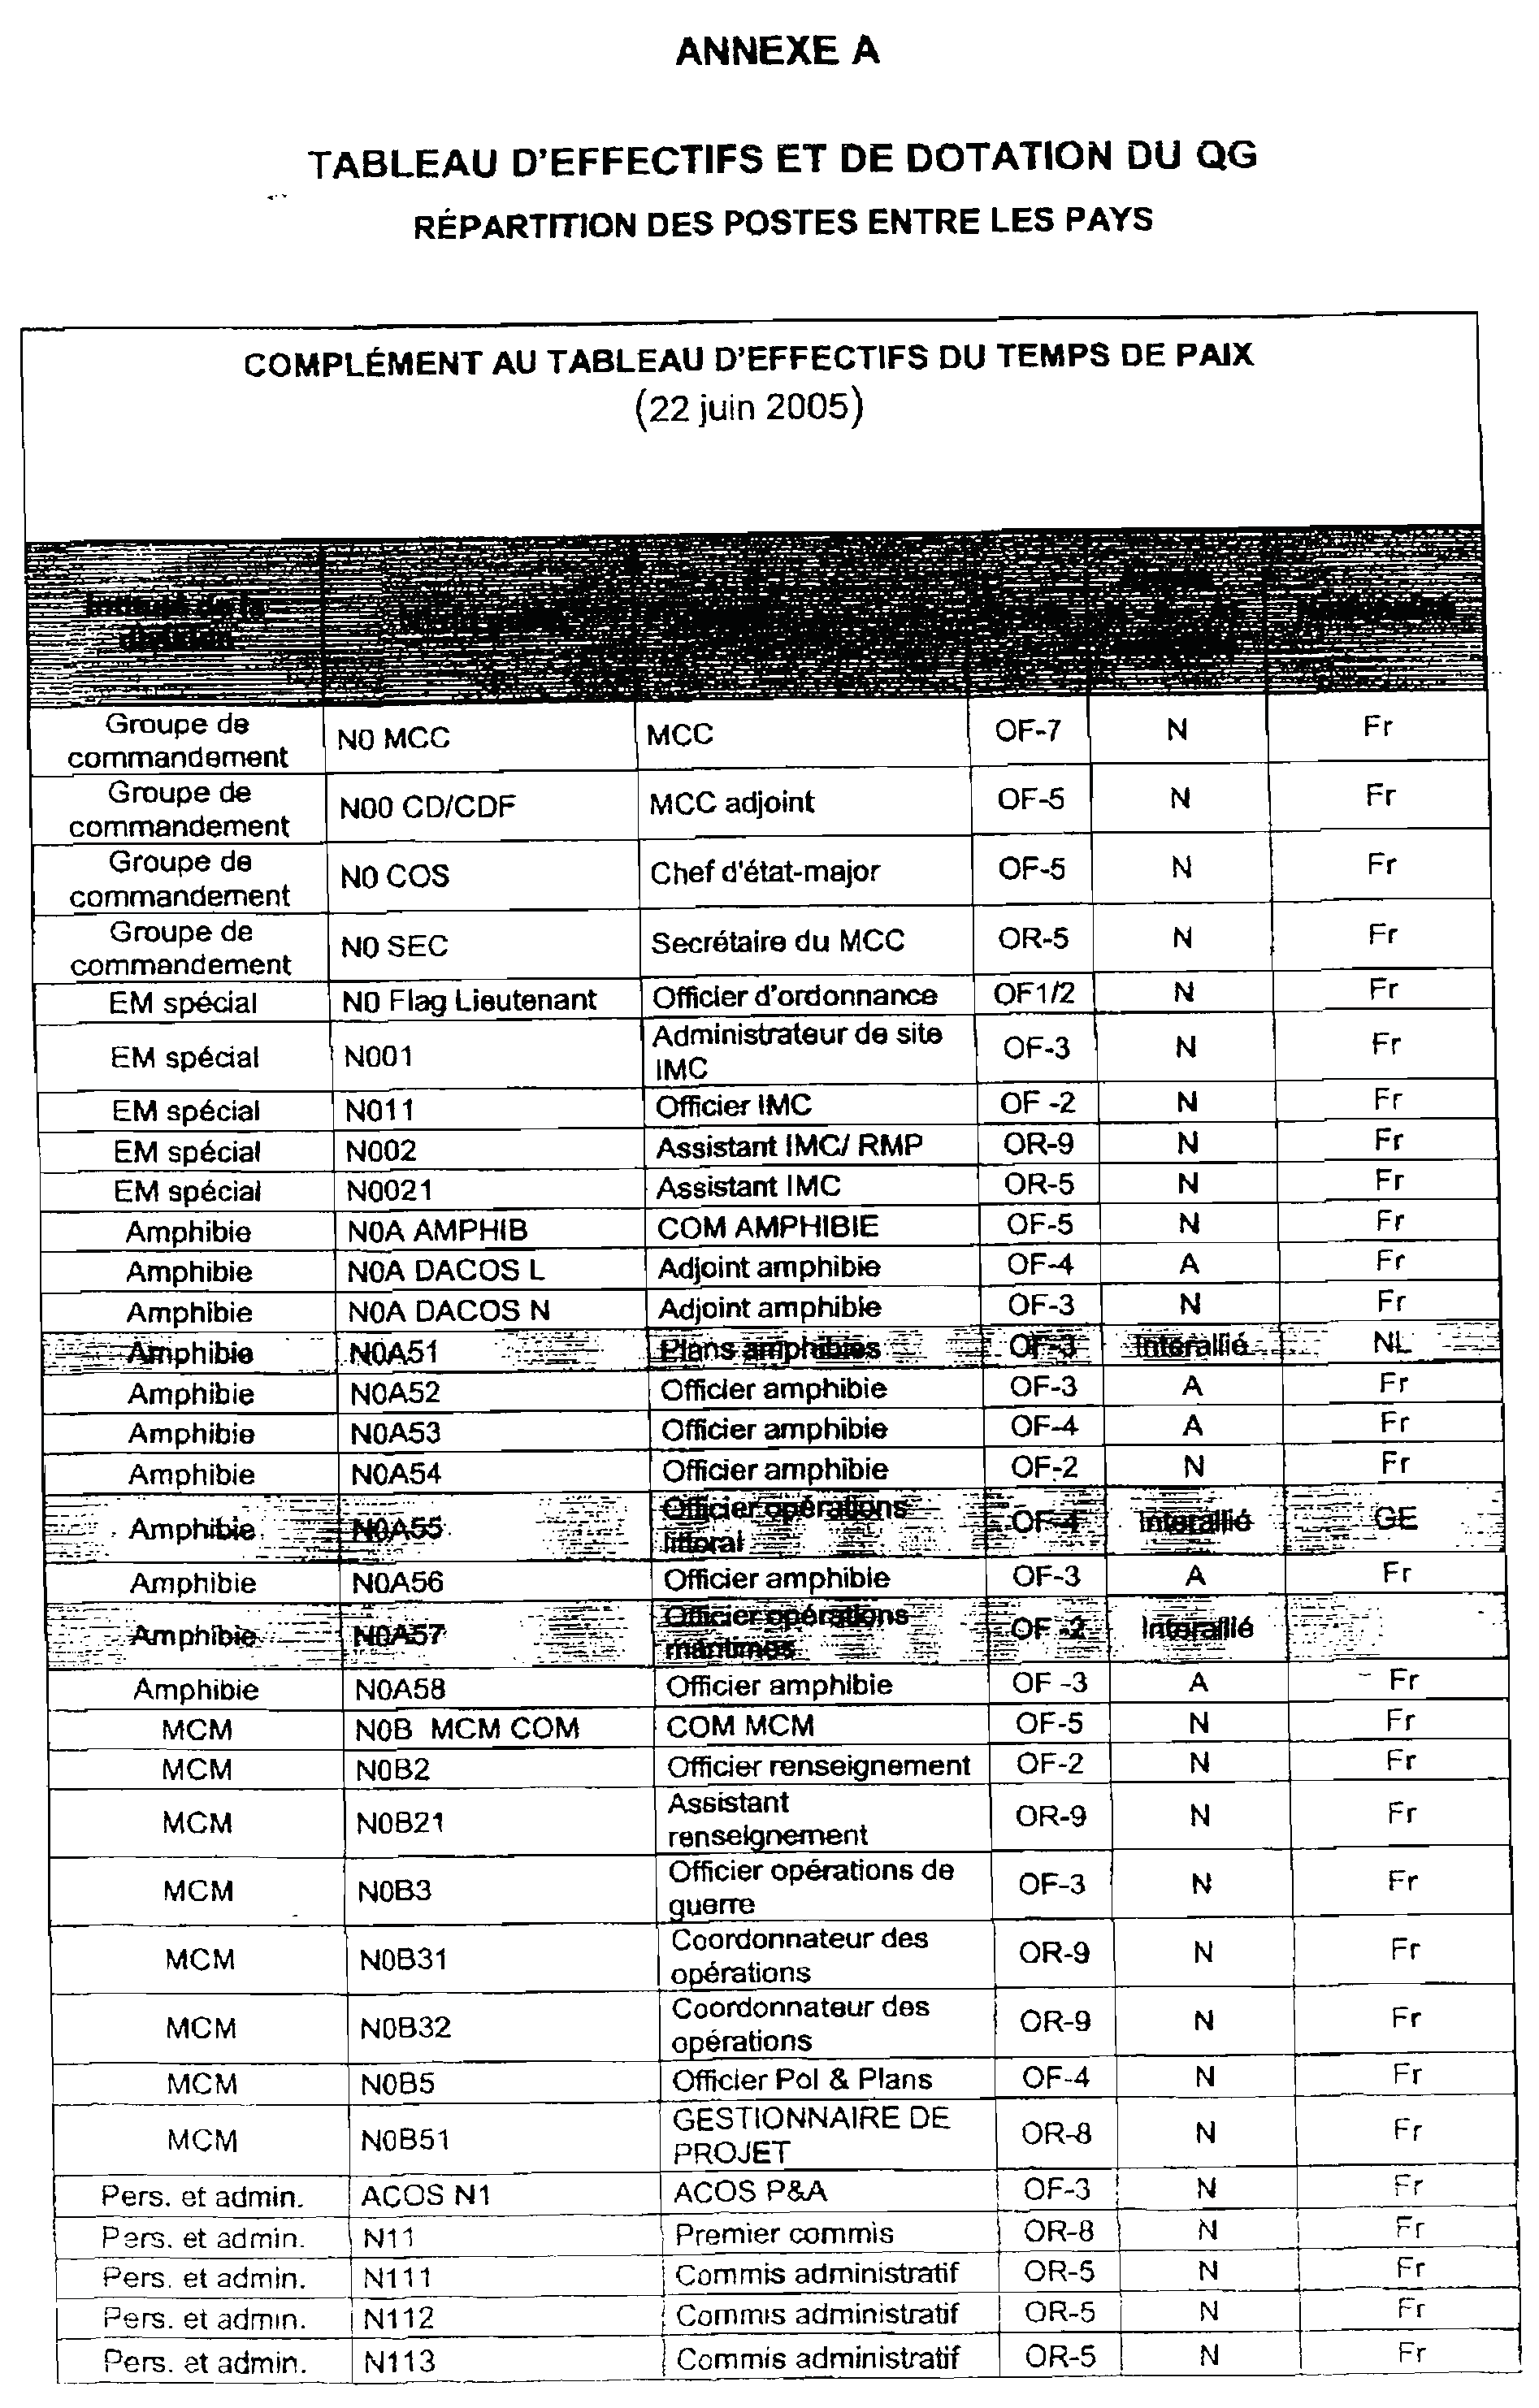 ANNEXE A
TABLEAU D'EFFECTIFS ET DE DOTATION DU QG
RÉPARTITION DES POSTES ENTRE LES PAYS
COMPLÉMENT AU TABLEAU D'EFFECTIFS DU TEMPS DE PAIX
(22 juin 2005)
Intitulé de la
division
Groupe de
commandement N0 MCC MCC OF-7 N Fr
Groupe de
commandement N00 CD/CDF MCC adjoint OF-5 N Fr
Groupe de
commandement N0 COS Chef d'état-major OF-5 N Fr
Groupe de
commandement N0 SEC Secrétaire du MCC OR-5 N Fr
EM spécial N0 Flag Lieutenant Officier d'ordonnance OF1/2 N Fr
EM spécial N001 Administrateur de site
IMC OF-3 N Fr
EM spécial N011 Officier IMC OF -2 N Fr
EM spécial N002 Assistant IMC/ RMP OR-9 N Fr
EM spécial N0021 Assistant IMC OR-5 N Fr
Amphibie N0A AMPHIB COM AMPHIBIE OF-5 N Fr
Amphibie N0A DACOS L Adjoint amphibie OF-4 A Fr
Amphibie N0A DACOS N Adjoint amphibie OF-3 N Fr
Amphibie N0A51 Plans amphibies OF-3 Interallié NL
Amphibie N0A52 Officier amphibie OF-3 A Fr
Amphibie N0A53 Officier amphibie OF-4 A Fr
Amphibie N0A54 Officier amphibie OF-2 N Fr
Amphibie N0A55 Officier opérations
littoral OF-4 Interallié GE
Amphibie N0A56 Officier amphibie OF-3 A Fr
Amphibie N0A57 Officier opérations
maritimes OF -2 Interallié
Amphibie N0A58 Officier amphibie OF -3 A Fr
MCM N0B MCM COM COM MCM OF-5 N Fr
MCM N0B2 Officier renseignement OF-2 N Fr
MCM N0B21 Assistant
renseignement OR-9 N Fr
MCM N0B3 Officier opérations de
guerre OF-3 N Fr
MCM N0B31 Coordonnateur des
opérations OR-9 N Fr
MCM N0B32 Coordonnateur des
opérations OR-9 N Fr
MCM N0B5 Officier Pol & Plans OF-4 N Fr
MCM N0B51 GESTIONNAIRE DE
PROJET OR-8 N Fr
Pers. et admin. ACOS N1 ACOS P&A OF-3 N Fr
Pers. et admin. N11 Premier commis OR-8 N Fr
Pers. et admin. N111 Commis administratif OR-5 N Fr
Pers. et admin. N112 Commis administratif OR-5 N Fr
Pers. et admin. N113 Commis administratif OR-5 N Fr